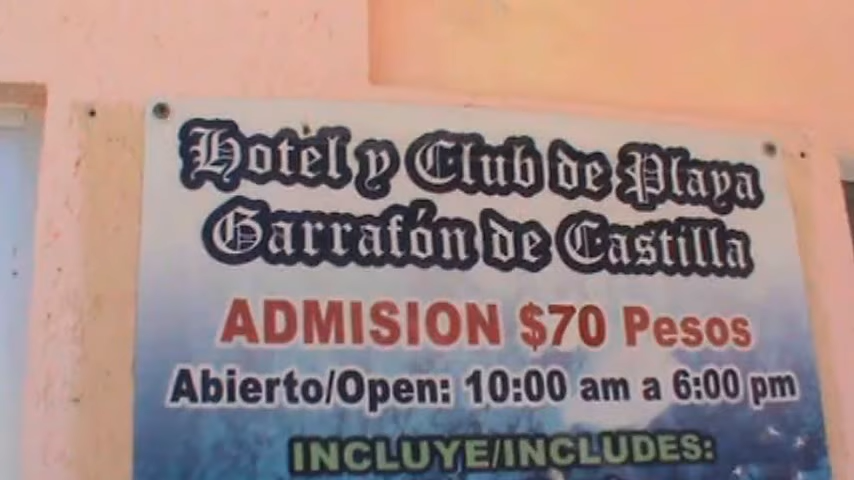 Hotel y Club de Playa
Garrafón de Castilla
ADMISION $70 Pesos
Abierto/Open: 10:00 am a 6:00 pm
INCLUYE/INCLUDES: